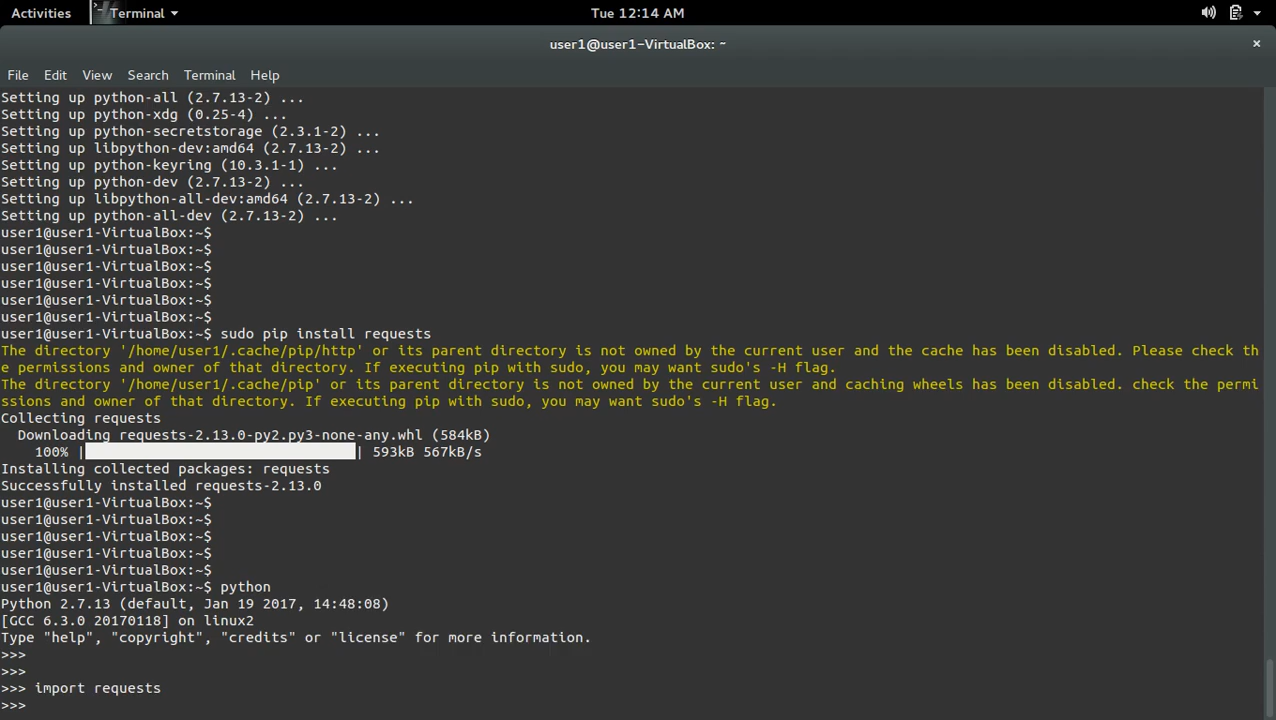 Activities Terminal Tue 12:14 AM
user1@user1-VirtualBox: ~ ×
File Edit View Search Terminal Help
Setting up python-all (2.7.13-2) ...
Setting up python-xdg (0.25-4) ...
Setting up python-secretstorage (2.3.1-2) ...
Setting up libpython-dev:amd64 (2.7.13-2) ...
Setting up python-keyring (10.3.1-1) ...
Setting up python-dev (2.7.13-2) ...
Setting up libpython-all-dev:amd64 (2.7.13-2) ...
Setting up python-all-dev (2.7.13-2) ...
user1@user1-VirtualBox:~$
user1@user1-VirtualBox:~$
user1@user1-VirtualBox:~$
user1@user1-VirtualBox:~$
user1@user1-VirtualBox:~$
user1@user1-VirtualBox:~$
user1@user1-VirtualBox:~$ sudo pip install requests
The directory '/home/user1/.cache/pip/http' or its parent directory is not owned by the current user and the cache has been disabled. Please check th
e permissions and owner of that directory. If executing pip with sudo, you may want sudo's -H flag.
The directory '/home/user1/.cache/pip' or its parent directory is not owned by the current user and caching wheels has been disabled. check the permi
ssions and owner of that directory. If executing pip with sudo, you may want sudo's -H flag.
Collecting requests
  Downloading requests-2.13.0-py2.py3-none-any.whl (584kB)
    100% |████████████████████████████████| 593kB 567kB/s
Installing collected packages: requests
Successfully installed requests-2.13.0
user1@user1-VirtualBox:~$
user1@user1-VirtualBox:~$
user1@user1-VirtualBox:~$
user1@user1-VirtualBox:~$
user1@user1-VirtualBox:~$
user1@user1-VirtualBox:~$ python
Python 2.7.13 (default, Jan 19 2017, 14:48:08)
[GCC 6.3.0 20170118] on linux2
Type "help", "copyright", "credits" or "license" for more information.
>>>
>>>
>>> import requests
>>>